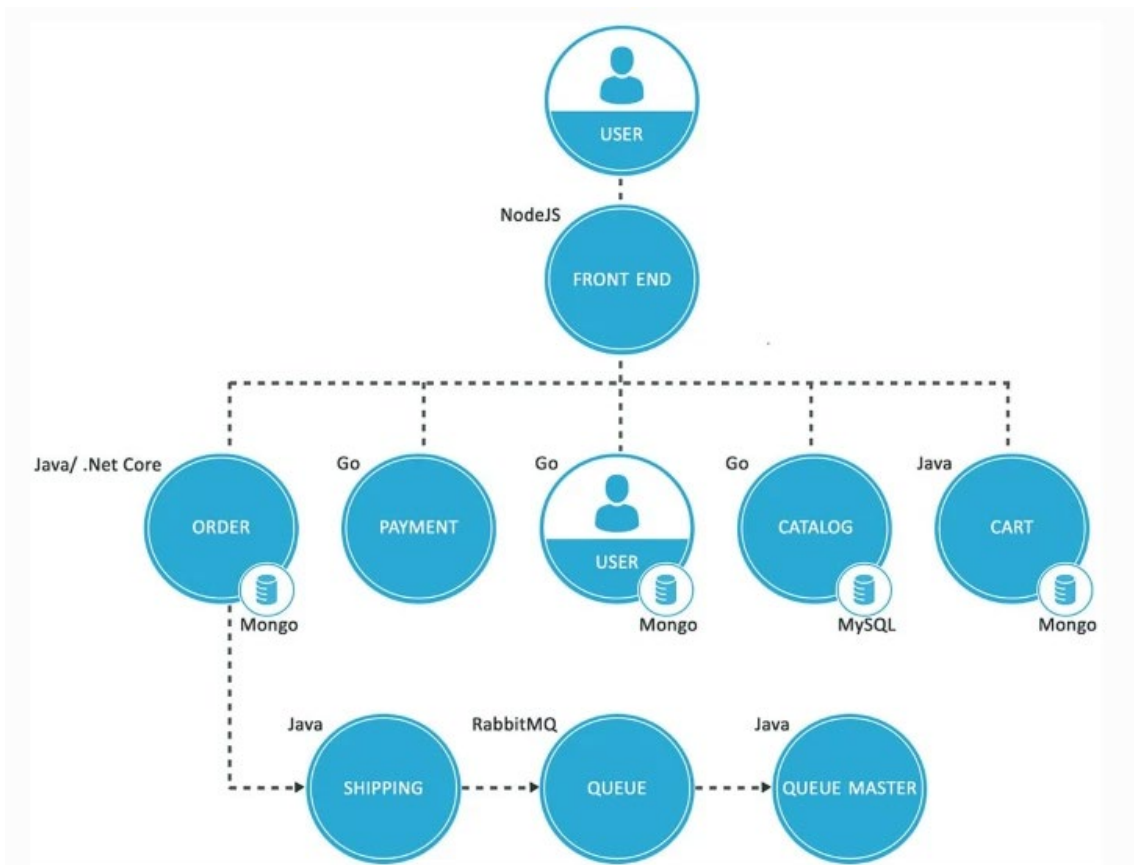 USER
NodeJS
FRONT END
Java/ .Net Core
Go
Go
Go
Java
ORDER
PAYMENT
USER
CATALOG
CART
Mongo
Mongo
MySQL
Mongo
Java
RabbitMQ
Java
SHIPPING
QUEUE
QUEUE MASTER